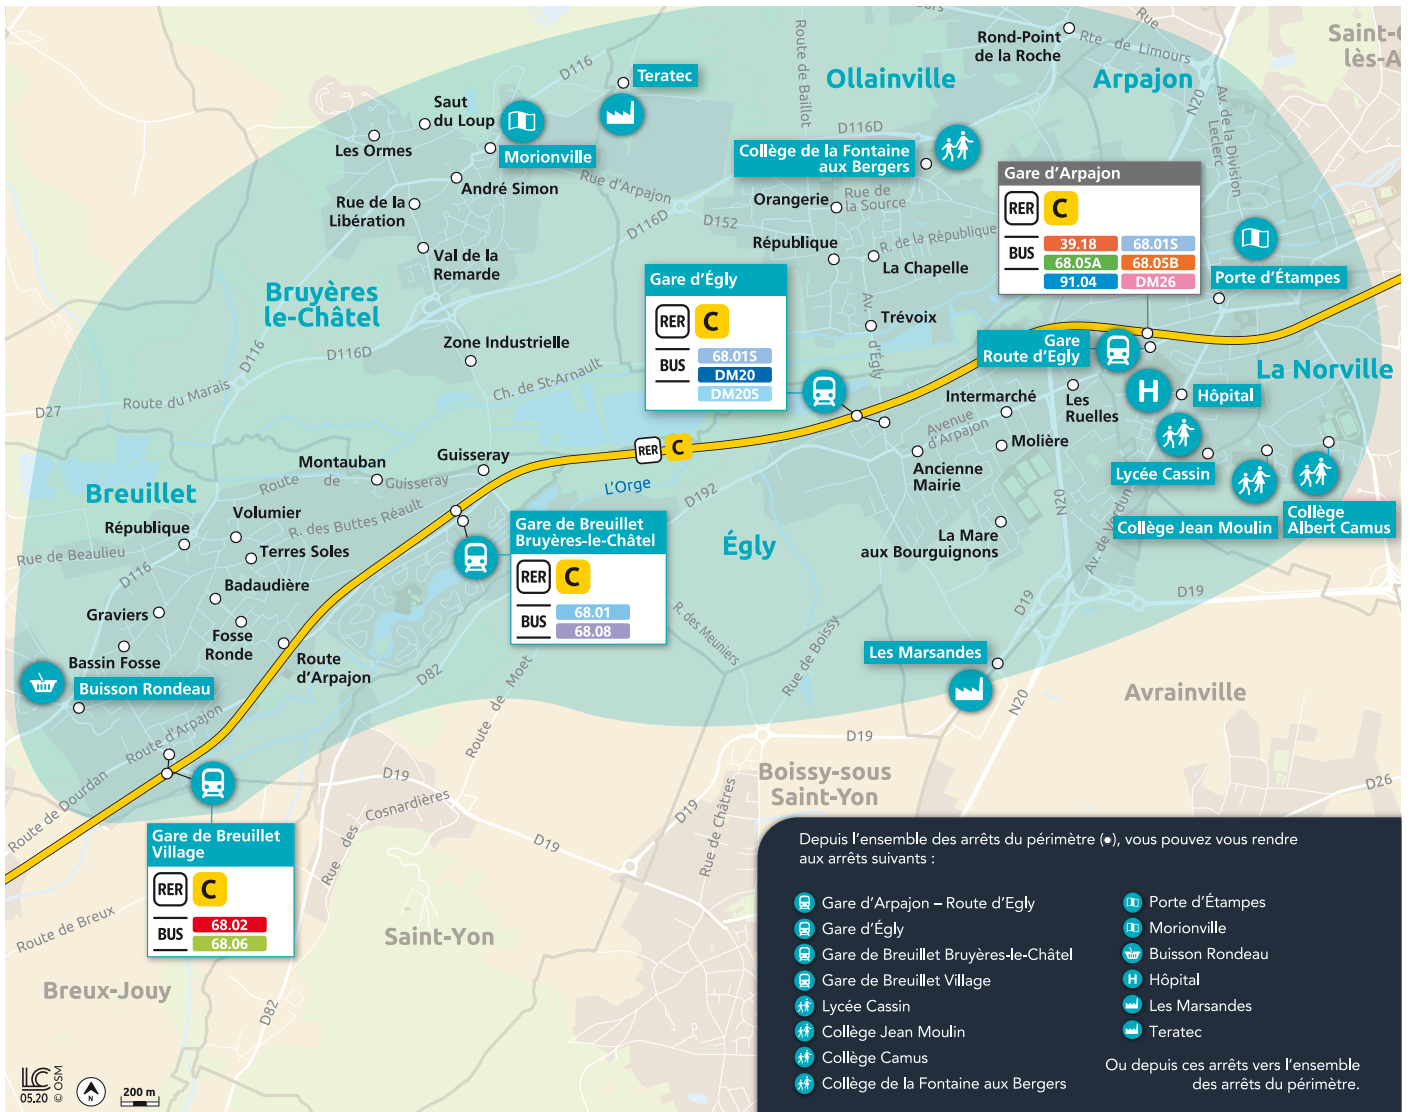 Rond-Point
de la Roche
Rte. de Limours
Rue
Saint-G
lès-A
Route de Baillot
Ollainville
Arpajon
N20
Av. de la Division
Leclerc
D116
Teratec
Saut
du Loup
Les Ormes
Morionville
André Simon
Rue d'Arpajon
D116D
Collège de la Fontaine
aux Bergers
Gare d'Arpajon
RER C
BUS
39.18 68.01S
68.05A 68.05B
91.04 DM26
Rue de la
Libération
Orangerie
Rue de
la Source
D116D
D152
République
R. de la République
La Chapelle
Val de la
Remarde
Porte d'Étampes
Gare d'Égly
RER C
BUS
68.01S
DM20
DM20S
Bruyères
le-Châtel
Trévoix
Av. d'Égly
Zone Industrielle
D116D
D116
Ch. de St-Arnault
Gare
Route d'Egly
La Norville
Route du Marais
D27
Intermarché
Les
Ruelles
Hôpital
Avenue
d'Arpajon
Molière
RER C
Guisseray
Montauban
Route de Guisseray
Ancienne
Mairie
Lycée Cassin
L'Orge
D192
N20
Breuillet
République
Volumier
R. des Buttes Réault
Collège Jean Moulin
Collège
Albert Camus
Gare de Breuillet
Bruyères-le-Châtel
RER C
BUS
68.01
68.08
Égly
La Mare
aux Bourguignons
Av. de Verdun
Rue de Beaulieu
Terres Soles
D116
Badaudière
D19
D19
Graviers
Fosse
Ronde
R. des Meuniers
Rue de Boissy
Bassin Fosse
Route
d'Arpajon
Les Marsandes
Buisson Rondeau
D82
Route de Moet
N20
Avrainville
Route d'Arpajon
D19
Route de Dourdan
D19
Boissy-sous
Saint-Yon
D26
Rue des Cosnardières
D19
D19
Rue de Châtres
Gare de Breuillet
Village
RER C
BUS
68.02
68.06
Route de Breux
Saint-Yon
Breux-Jouy
D82
Depuis l'ensemble des arrêts du périmètre (●), vous pouvez vous rendre
aux arrêts suivants :
Gare d'Arpajon – Route d'Egly
Gare d'Égly
Gare de Breuillet Bruyères-le-Châtel
Gare de Breuillet Village
Lycée Cassin
Collège Jean Moulin
Collège Camus
Collège de la Fontaine aux Bergers
Porte d'Étampes
Morionville
Buisson Rondeau
H Hôpital
Les Marsandes
Teratec
Ou depuis ces arrêts vers l'ensemble
des arrêts du périmètre.
H
LC
05.20
© OSM
N
200 m